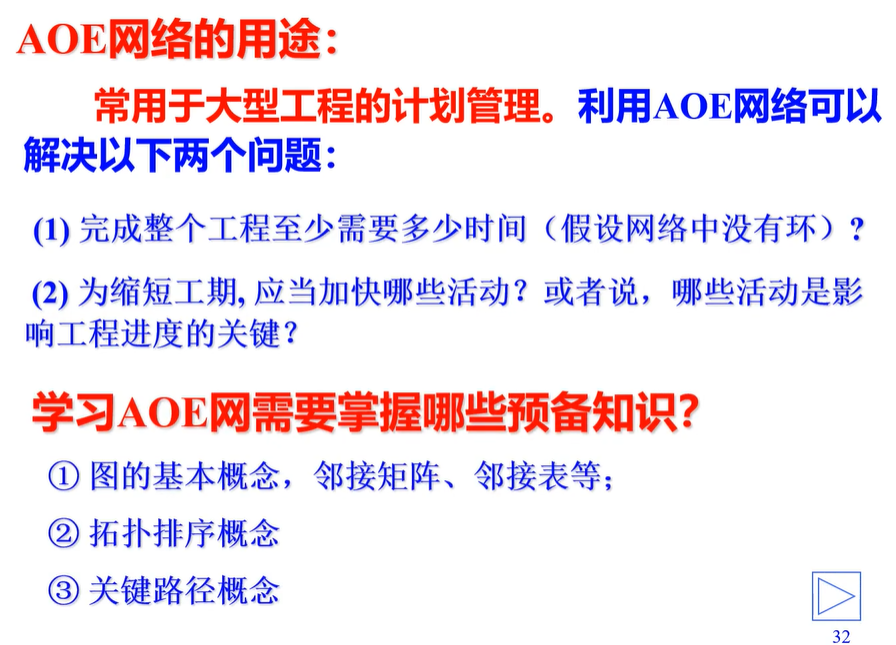 AOE网络的用途：
常用于大型工程的计划管理。利用AOE网络可以
解决以下两个问题：
(1) 完成整个工程至少需要多少时间（假设网络中没有环）?
(2) 为缩短工期, 应当加快哪些活动？或者说，哪些活动是影
响工程进度的关键？
学习AOE网需要掌握哪些预备知识？
① 图的基本概念，邻接矩阵、邻接表等；
② 拓扑排序概念
③ 关键路径概念
32